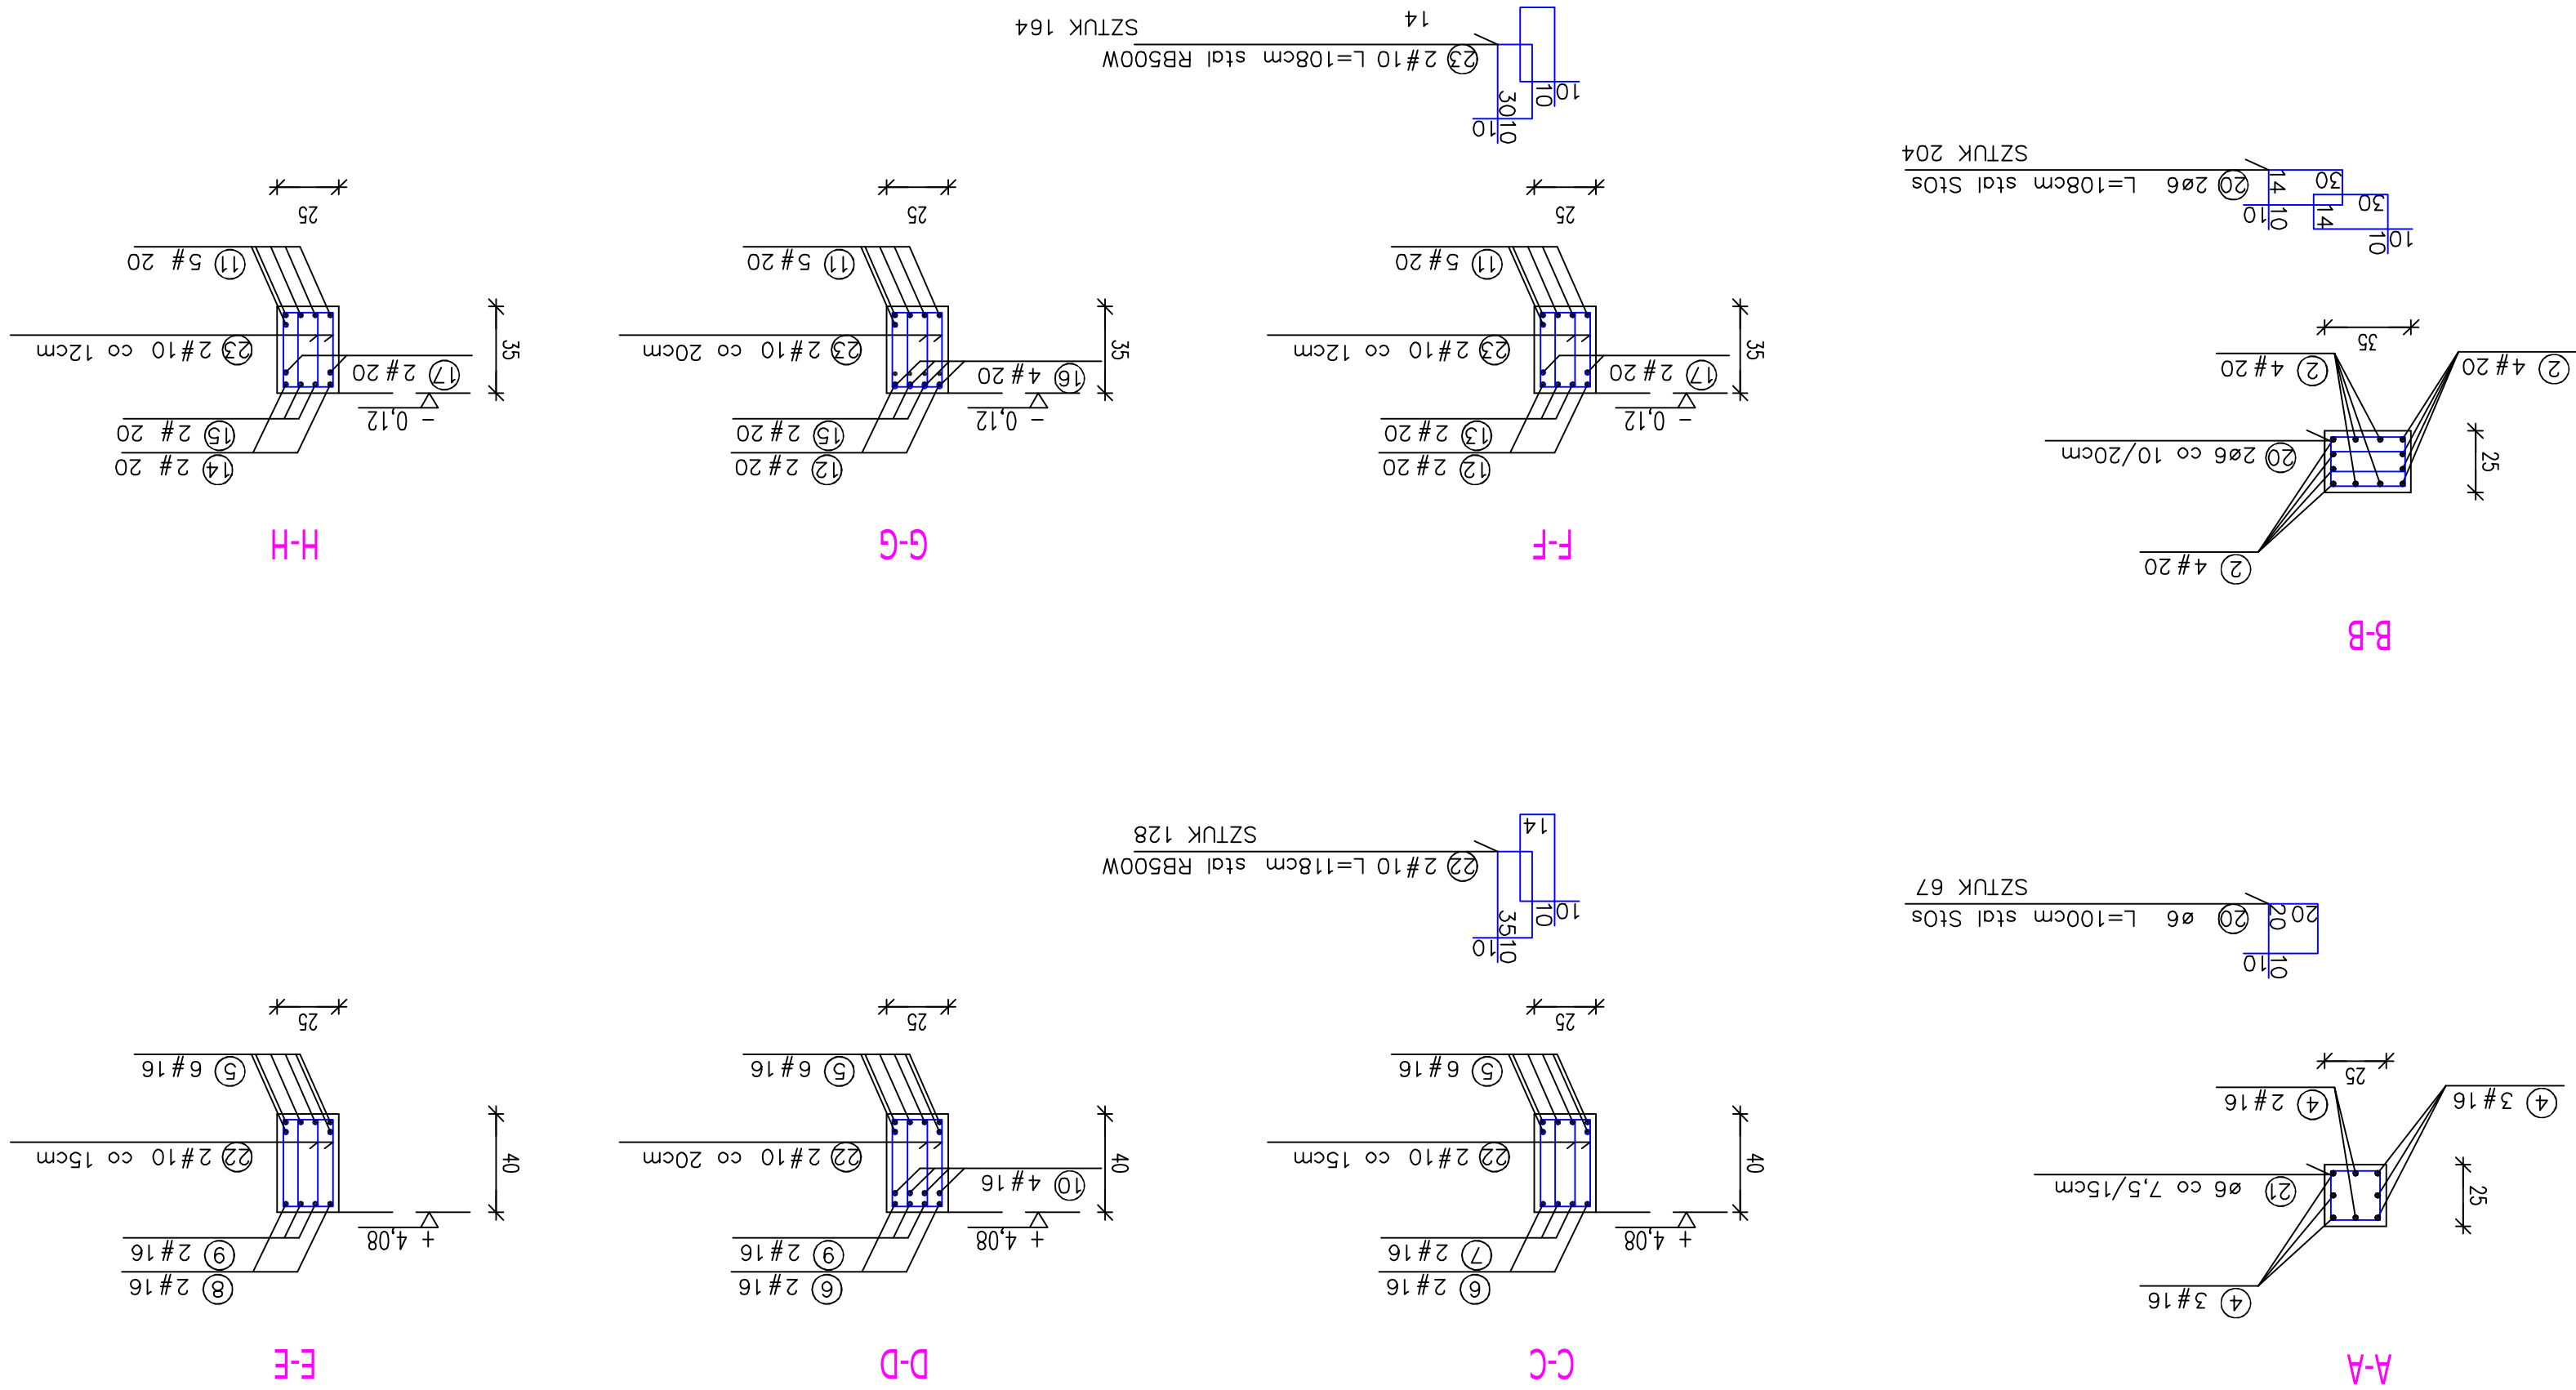 A-A
④ 3#16
25
㉑ ø6 co 7,5/15cm
④ 3#16
④ 2#16
25
10
10
20
20
⑳ ø6 L=100cm stal StOs
SZTUK 67
C-C
⑥ 2#16
⑦ 2#16
+ 4,08
40
㉒ 2#10 co 15cm
⑤ 6#16
25
10
3510
10
10
㉒ 2#10 L=118cm stal RB500W
14
SZTUK 128
D-D
⑥ 2#16
⑨ 2#16
+ 4,08
⑩ 4#16
40
㉒ 2#10 co 20cm
⑤ 6#16
25
E-E
⑧ 2#16
⑨ 2#16
+ 4,08
40
㉒ 2#10 co 15cm
⑤ 6#16
25
B-B
② 4#20
25
⑳ 2ø6 co 10/20cm
② 4#20
② 4#20
35
10
10
30
14
10
10
30
14
⑳ 2ø6 L=108cm stal StOs
SZTUK 204
F-F
⑫ 2#20
⑬ 2#20
- 0,12
⑰ 2#20
35
㉓ 2#10 co 12cm
⑪ 5#20
25
10
3010
10
10
㉓ 2#10 L=108cm stal RB500W
14
SZTUK 164
G-G
⑫ 2#20
⑮ 2#20
- 0,12
⑯ 4#20
35
㉓ 2#10 co 20cm
⑪ 5#20
25
H-H
⑭ 2# 20
⑮ 2# 20
- 0,12
⑰ 2#20
35
㉓ 2#10 co 12cm
⑪ 5# 20
25